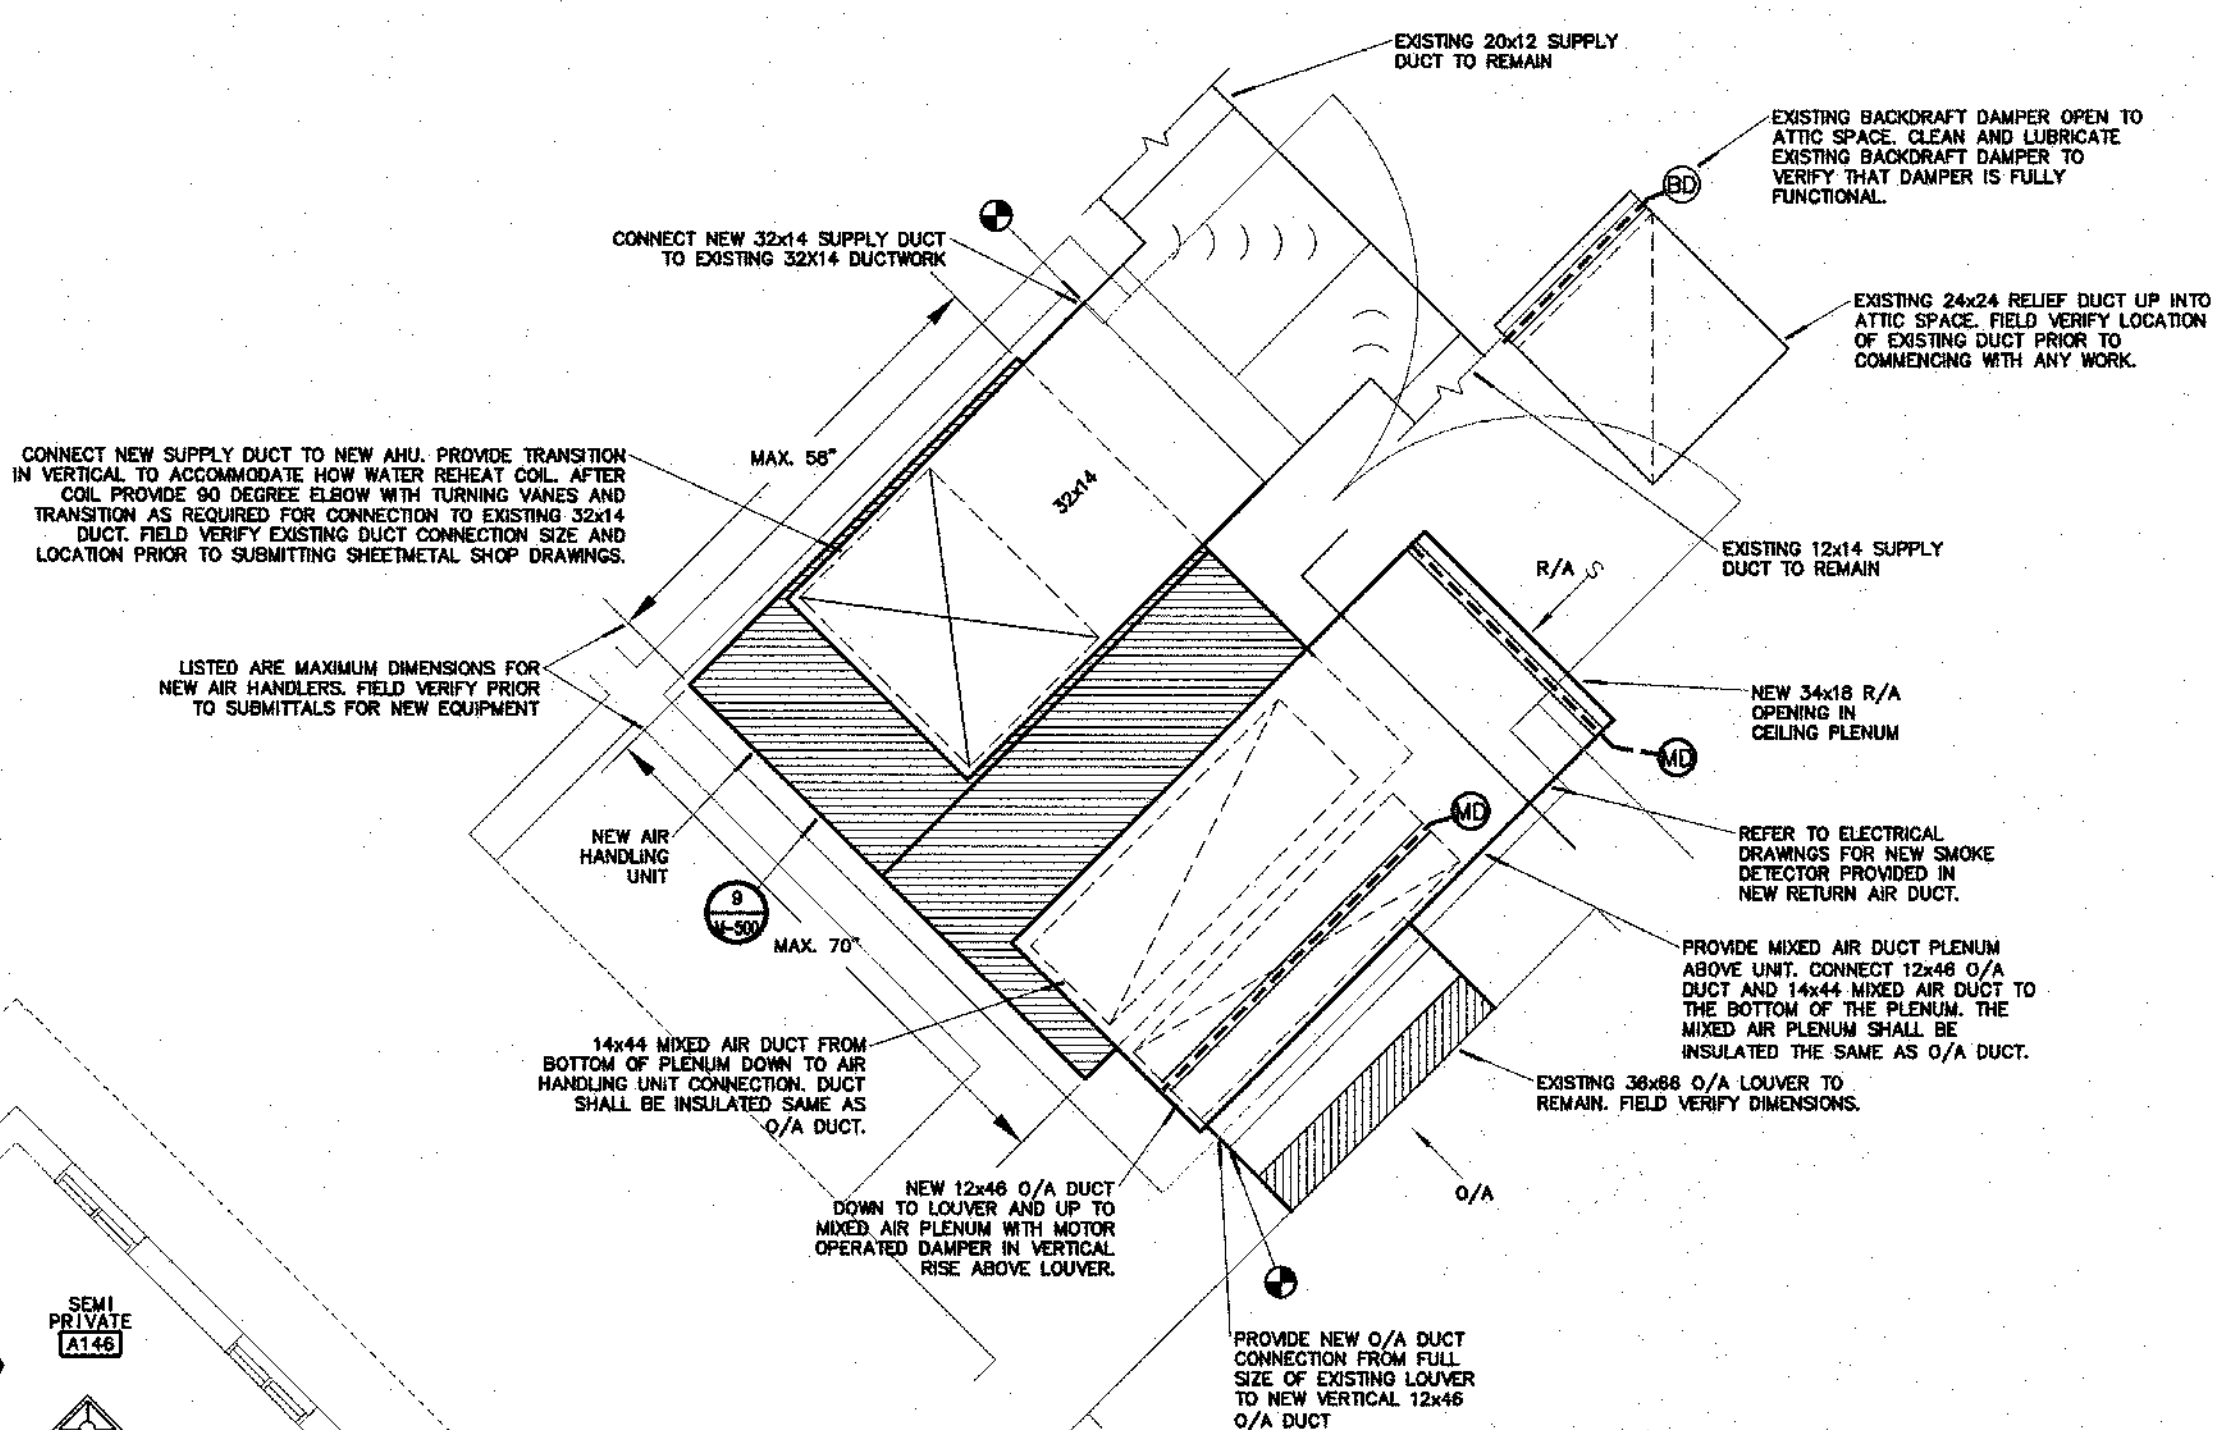 EXISTING 20x12 SUPPLY
DUCT TO REMAIN
EXISTING BACKDRAFT DAMPER OPEN TO
ATTIC SPACE. CLEAN AND LUBRICATE
EXISTING BACKDRAFT DAMPER TO
VERIFY THAT DAMPER IS FULLY
FUNCTIONAL.
BD
CONNECT NEW 32x14 SUPPLY DUCT
TO EXISTING 32X14 DUCTWORK
EXISTING 24x24 RELIEF DUCT UP INTO
ATTIC SPACE. FIELD VERIFY LOCATION
OF EXISTING DUCT PRIOR TO
COMMENCING WITH ANY WORK.
CONNECT NEW SUPPLY DUCT TO NEW AHU. PROVIDE TRANSITION
IN VERTICAL TO ACCOMMODATE HOW WATER REHEAT COIL. AFTER
COIL PROVIDE 90 DEGREE ELBOW WITH TURNING VANES AND
TRANSITION AS REQUIRED FOR CONNECTION TO EXISTING 32x14
DUCT. FIELD VERIFY EXISTING DUCT CONNECTION SIZE AND
LOCATION PRIOR TO SUBMITTING SHEETMETAL SHOP DRAWINGS.
MAX. 58"
32x14
R/A
EXISTING 12x14 SUPPLY
DUCT TO REMAIN
LISTED ARE MAXIMUM DIMENSIONS FOR
NEW AIR HANDLERS. FIELD VERIFY PRIOR
TO SUBMITTALS FOR NEW EQUIPMENT
NEW 34x18 R/A
OPENING IN
CEILING PLENUM
MD
MD
NEW AIR
HANDLING
UNIT
9
M-500
MAX. 70"
REFER TO ELECTRICAL
DRAWINGS FOR NEW SMOKE
DETECTOR PROVIDED IN
NEW RETURN AIR DUCT.
PROVIDE MIXED AIR DUCT PLENUM
ABOVE UNIT. CONNECT 12x46 O/A
DUCT AND 14x44 MIXED AIR DUCT TO
THE BOTTOM OF THE PLENUM. THE
MIXED AIR PLENUM SHALL BE
INSULATED THE SAME AS O/A DUCT.
14x44 MIXED AIR DUCT FROM
BOTTOM OF PLENUM DOWN TO AIR
HANDLING UNIT CONNECTION. DUCT
SHALL BE INSULATED SAME AS
O/A DUCT.
EXISTING 36x66 O/A LOUVER TO
REMAIN. FIELD VERIFY DIMENSIONS.
O/A
NEW 12x46 O/A DUCT
DOWN TO LOUVER AND UP TO
MIXED AIR PLENUM WITH MOTOR
OPERATED DAMPER IN VERTICAL
RISE ABOVE LOUVER.
SEMI
PRIVATE
A146
PROVIDE NEW O/A DUCT
CONNECTION FROM FULL
SIZE OF EXISTING LOUVER
TO NEW VERTICAL 12x46
O/A DUCT